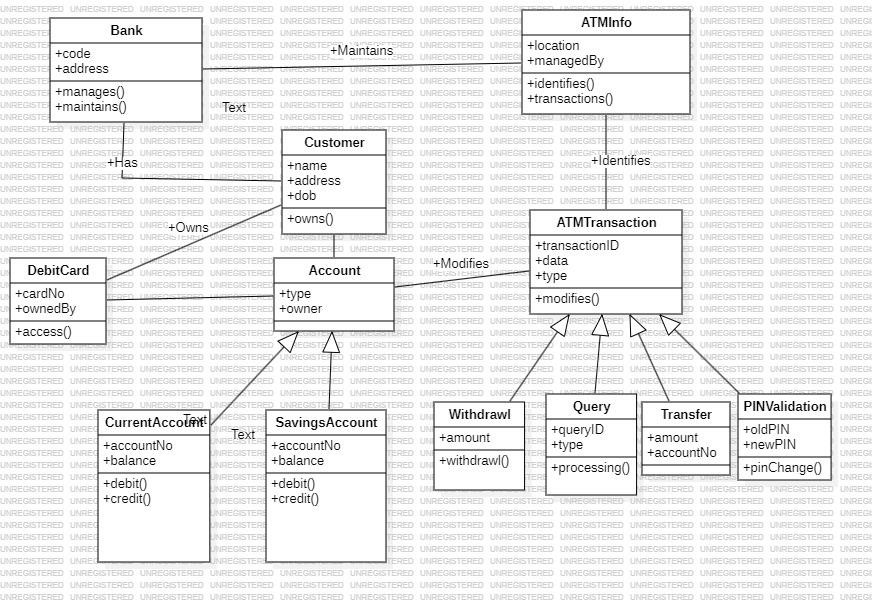 Bank
+code
+address
+manages()
+maintains()
+Maintains
ATMInfo
+location
+managedBy
+identifies()
+transactions()
Text
+Has
Customer
+name
+address
+dob
+owns()
+Identifies
+Owns
DebitCard
+cardNo
+ownedBy
+access()
Account
+type
+owner
+Modifies
ATMTransaction
+transactionID
+data
+type
+modifies()
CurrentAccount
Text
+accountNo
+balance
+debit()
+credit()
Text
SavingsAccount
+accountNo
+balance
+debit()
+credit()
Withdrawl
+amount
+withdrawl()
Query
+queryID
+type
+processing()
Transfer
+amount
+accountNo
PINValidation
+oldPIN
+newPIN
+pinChange()
UNREGISTERED